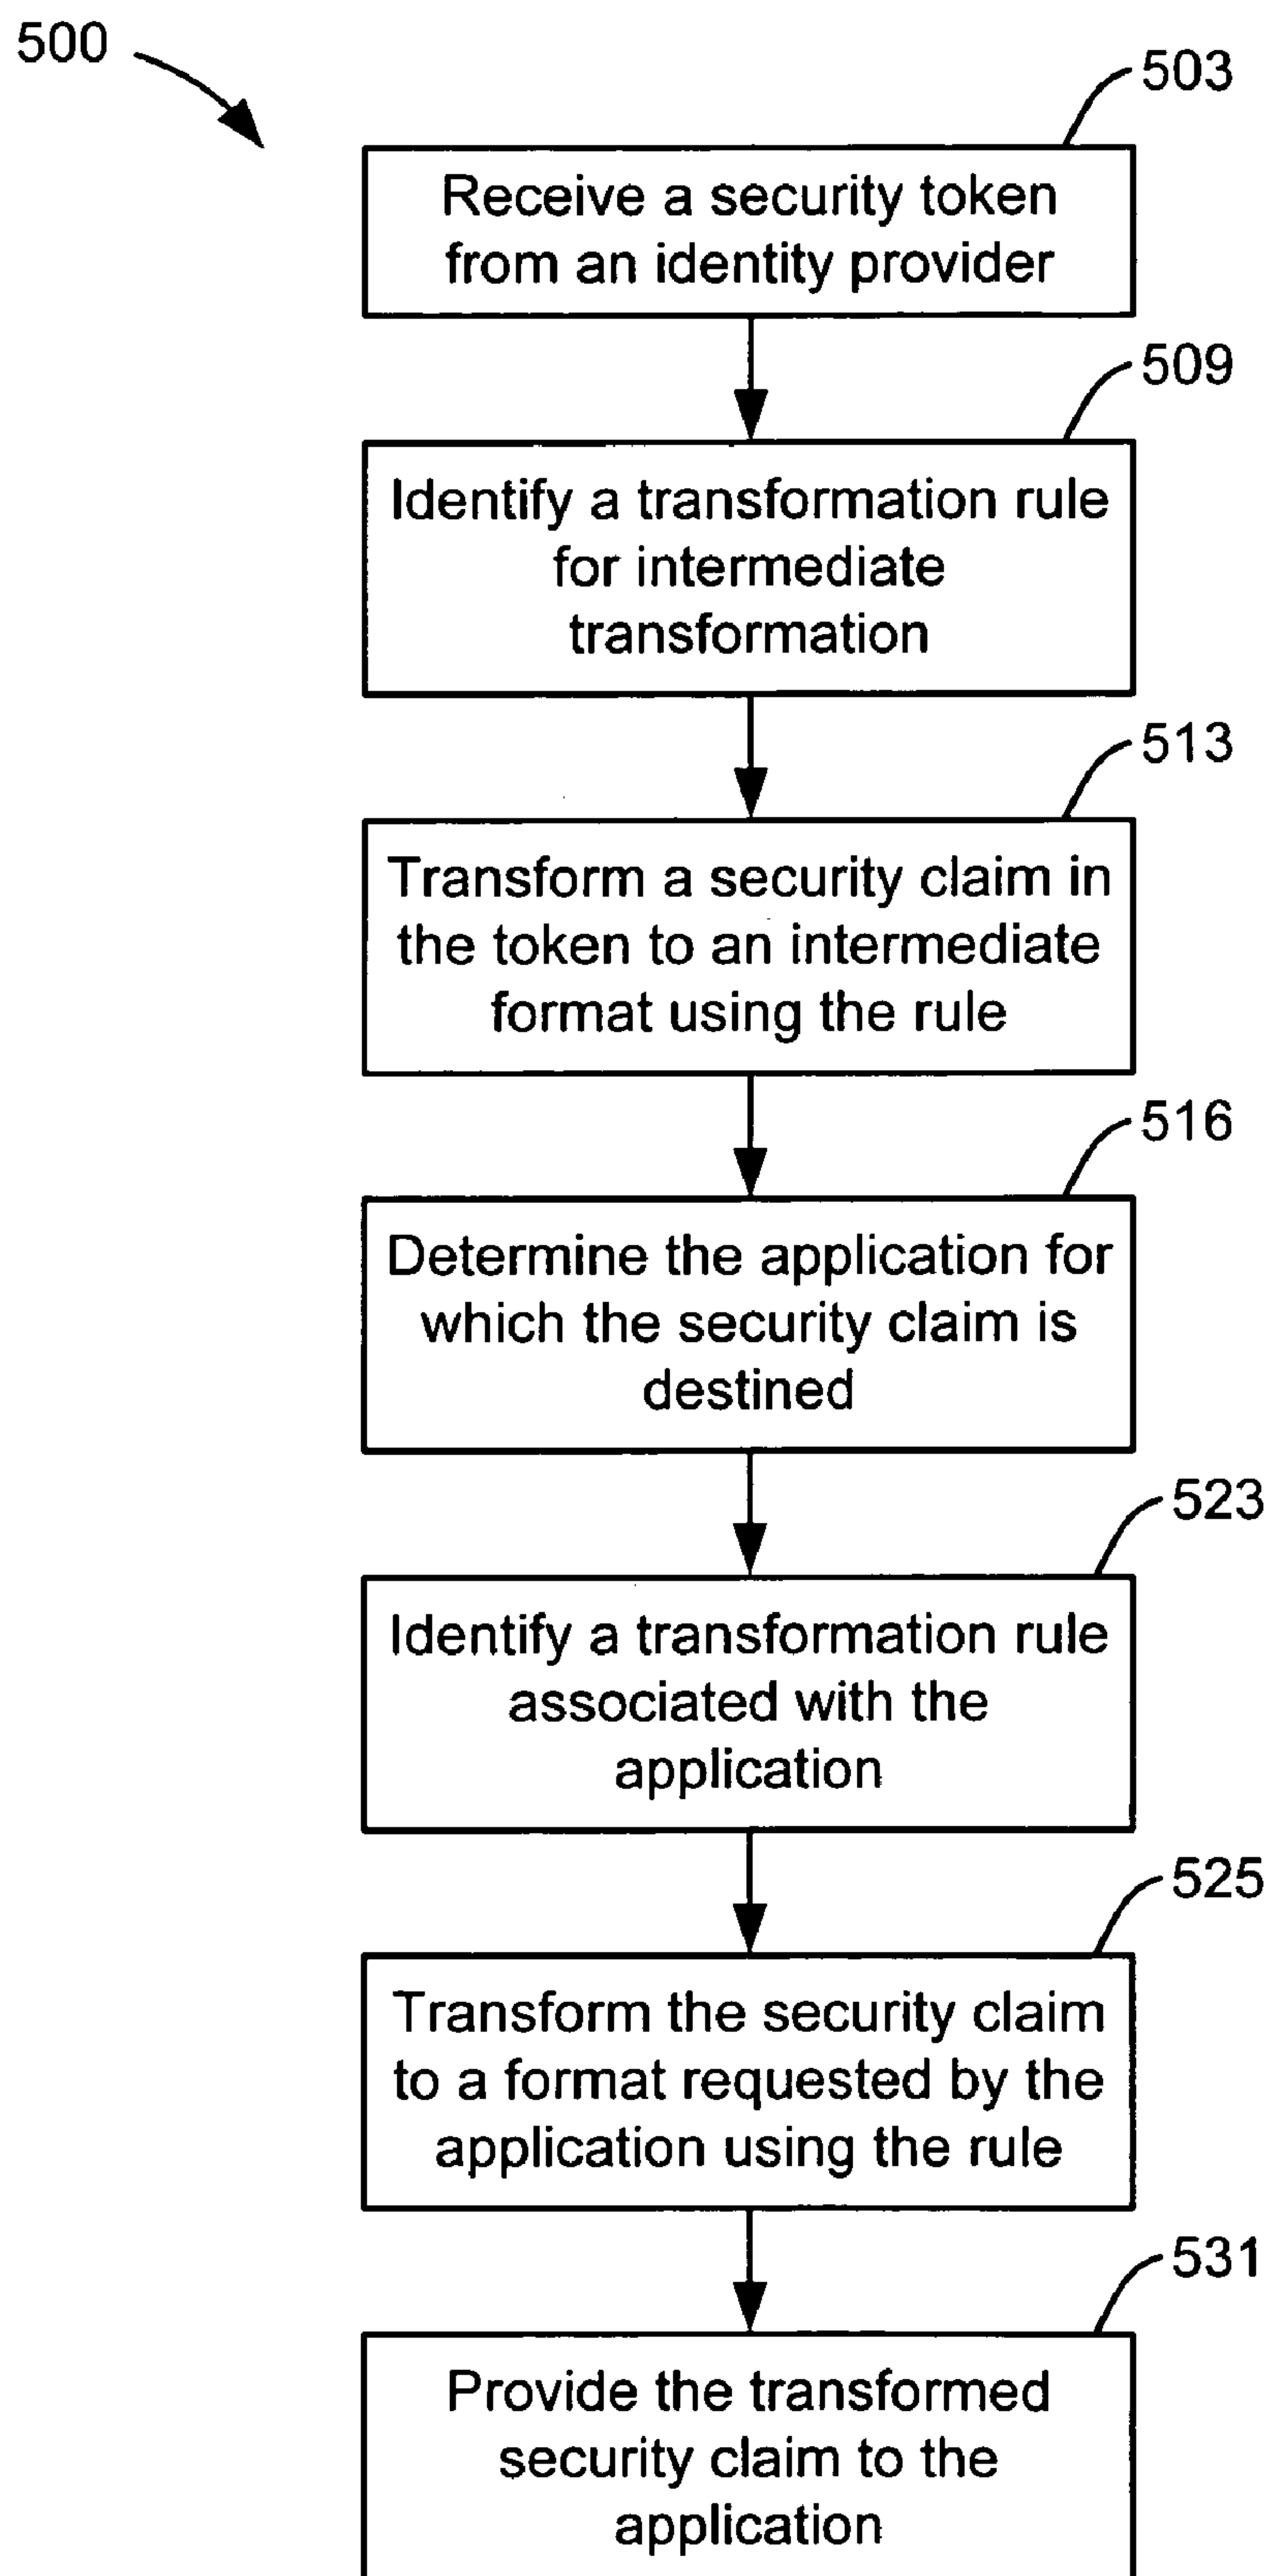 500
503
Receive a security token
from an identity provider
509
Identify a transformation rule
for intermediate
transformation
513
Transform a security claim in
the token to an intermediate
format using the rule
516
Determine the application for
which the security claim is
destined
523
Identify a transformation rule
associated with the
application
525
Transform the security claim
to a format requested by the
application using the rule
531
Provide the transformed
security claim to the
application